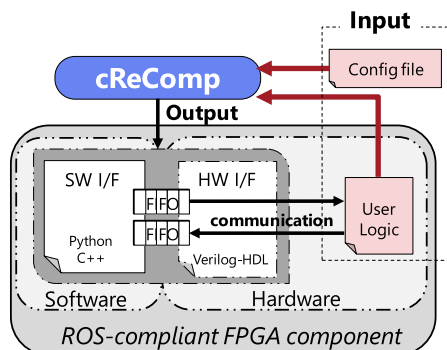 Input
Config file
cReComp
Output
SW I/F
HW I/F
FIFO
FIFO
communication
User
Logic
Python
C++
Verilog-HDL
Software
Hardware
ROS-compliant FPGA component